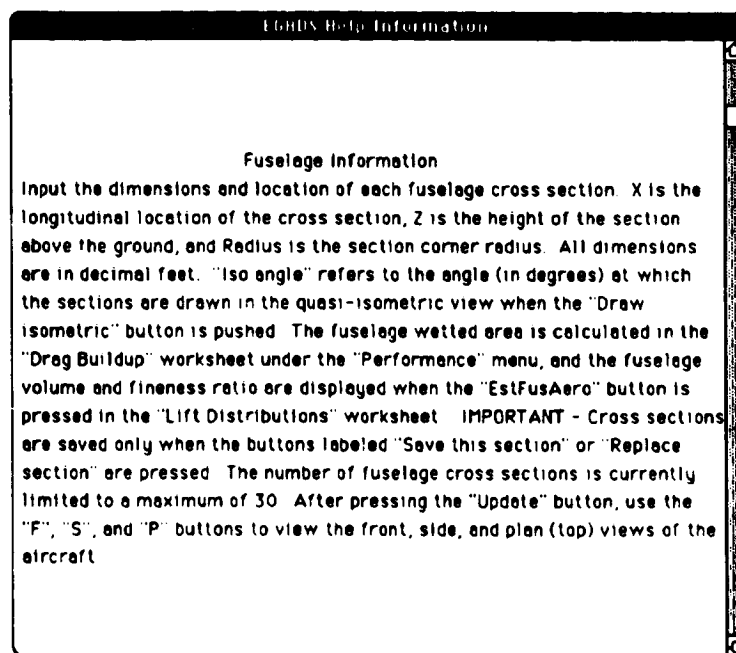 EGADS Help Information
Fuselage Information
Input the dimensions and location of each fuselage cross section. X is the
longitudinal location of the cross section, Z is the height of the section
above the ground, and Radius is the section corner radius. All dimensions
are in decimal feet. "Iso angle" refers to the angle (in degrees) at which
the sections are drawn in the quasi-isometric view when the "Draw
isometric" button is pushed The fuselage wetted area is calculated in the
"Drag Buildup" worksheet under the "Performance" menu, and the fuselage
volume and fineness ratio are displayed when the "EstFusAero" button is
pressed in the "Lift Distributions" worksheet IMPORTANT - Cross sections
are saved only when the buttons labeled "Save this section" or "Replace
section" are pressed The number of fuselage cross sections is currently
limited to a maximum of 30 After pressing the "Update" button, use the
"F", "S", and "P" buttons to view the front, side, and plan (top) views of the
aircraft